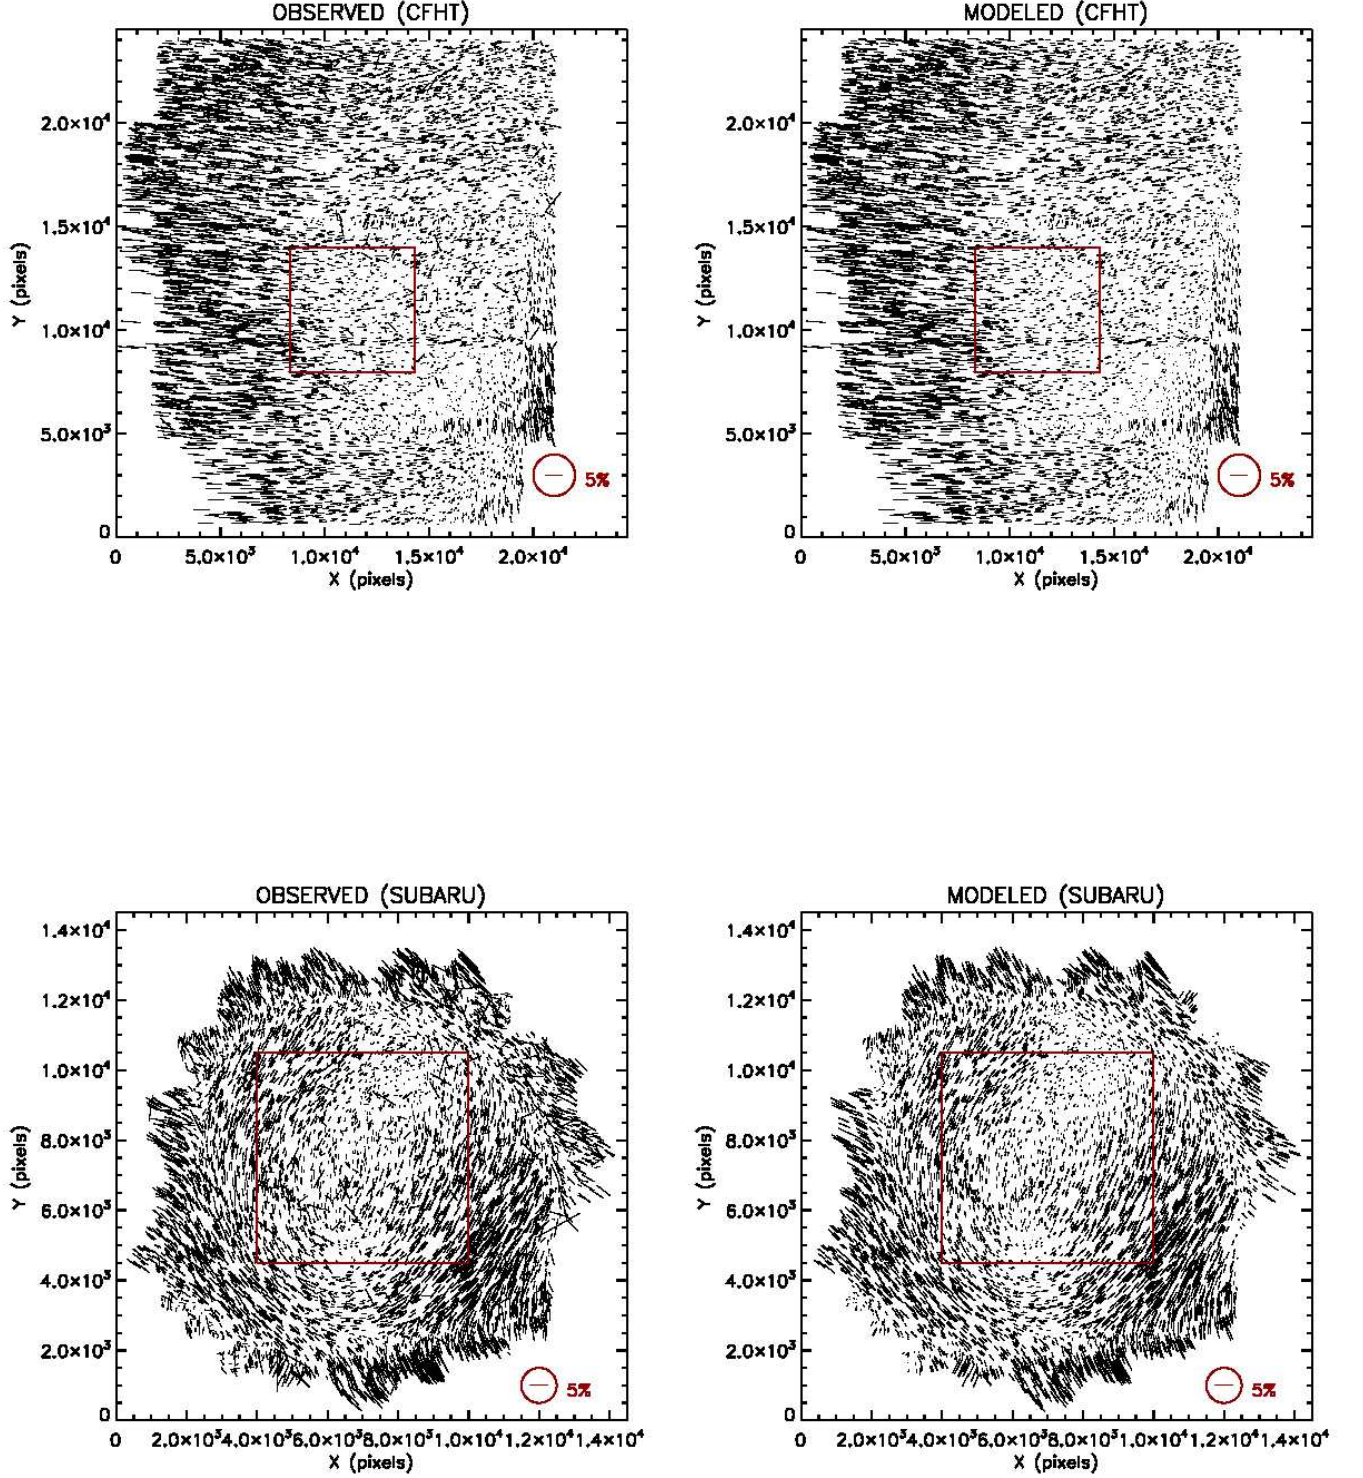 OBSERVED (CFHT)
2.0×10⁴
1.5×10⁴
1.0×10⁴
5.0×10³
0
Y (pixels)
5%
0 5.0×10³ 1.0×10⁴ 1.5×10⁴ 2.0×10⁴
X (pixels)
MODELED (CFHT)
2.0×10⁴
1.5×10⁴
1.0×10⁴
5.0×10³
0
Y (pixels)
5%
0 5.0×10³ 1.0×10⁴ 1.5×10⁴ 2.0×10⁴
X (pixels)
OBSERVED (SUBARU)
1.4×10⁴
1.2×10⁴
1.0×10⁴
8.0×10³
6.0×10³
4.0×10³
2.0×10³
0
Y (pixels)
5%
0 2.0×10³4.0×10³6.0×10³8.0×10³1.0×10⁴1.2×10⁴1.4×10⁴
X (pixels)
MODELED (SUBARU)
1.4×10⁴
1.2×10⁴
1.0×10⁴
8.0×10³
6.0×10³
4.0×10³
2.0×10³
0
Y (pixels)
5%
0 2.0×10³4.0×10³6.0×10³8.0×10³1.0×10⁴1.2×10⁴1.4×10⁴
X (pixels)